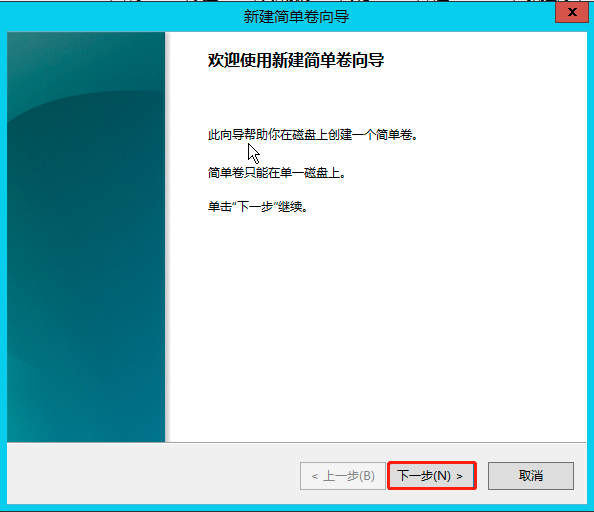 新建简单卷向导
x
欢迎使用新建简单卷向导
此向导帮助你在磁盘上创建一个简单卷。
简单卷只能在单一磁盘上。
单击"下一步"继续。
< 上一步(B)
下一步(N) >
取消